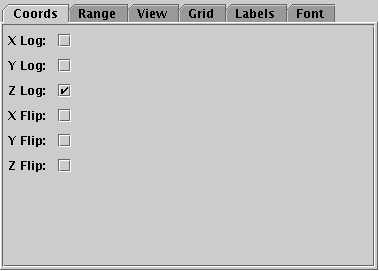 Coords Range View Grid Labels Font
X Log:
Y Log:
Z Log:
X Flip:
Y Flip:
Z Flip: